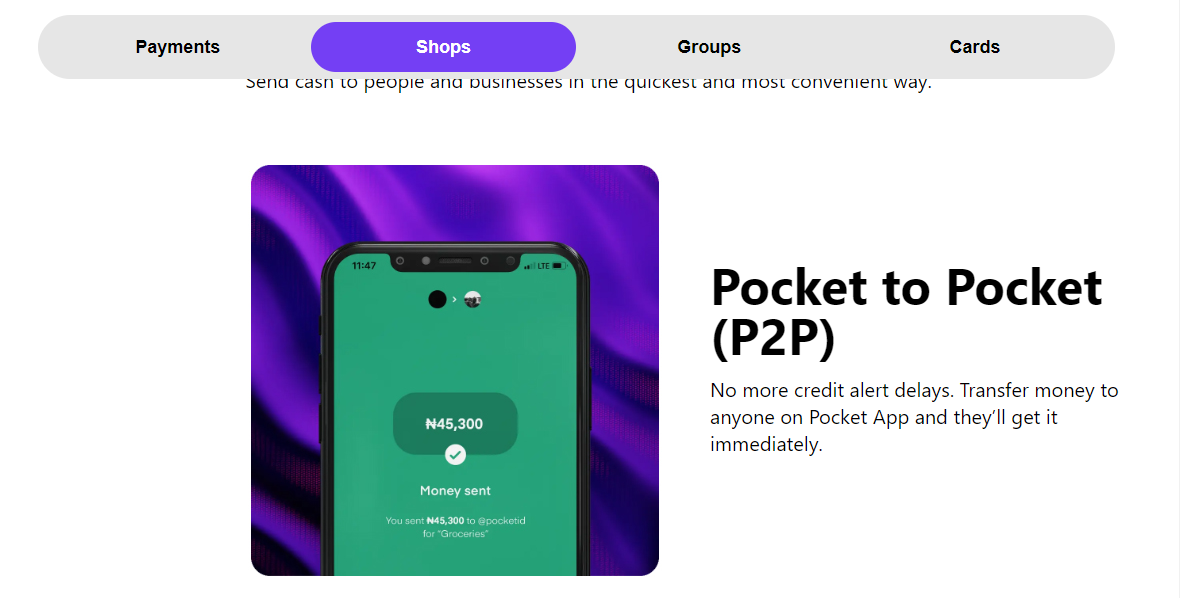 Payments
Shops
Groups
Cards
Send cash to people and businesses in the quickest and most convenient way.
11:47
LTE
₦45,300
Money sent
You sent ₦45,300 to @pocketid
for "Groceries"
Pocket to Pocket
(P2P)
No more credit alert delays. Transfer money to
anyone on Pocket App and they’ll get it
immediately.